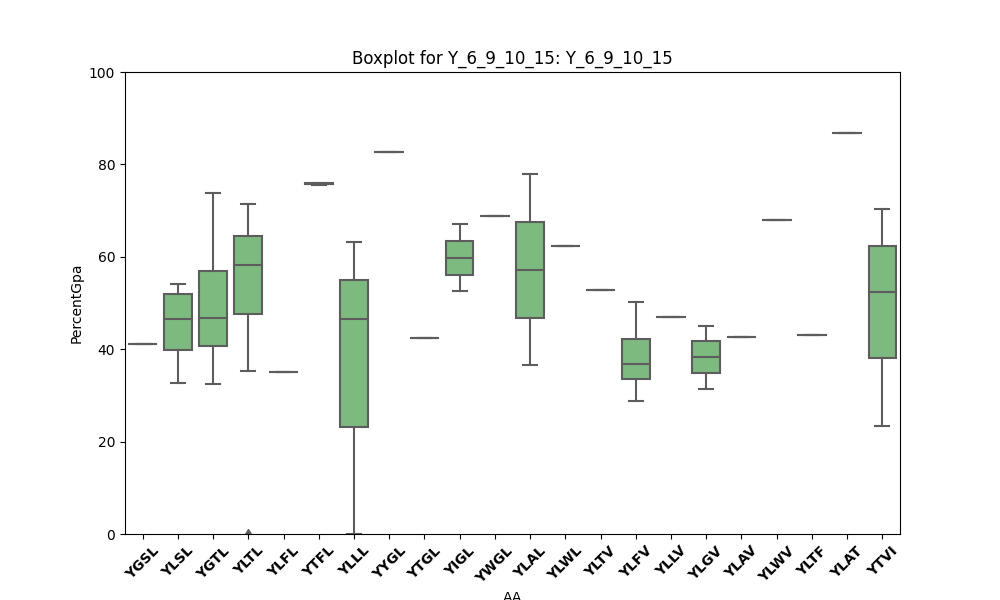 Boxplot for Y_6_9_10_15: Y_6_9_10_15
PercentGpa
100
80
60
40
20
0
YGSL YLSL YGTL YLTL YLFL YTFL YLLL YYGL YTGL YIGL YWGL YLAL YLWL YLTV YLFV YLLV YLGV YLAV YLWV YLTF YLAT YTVI
AA